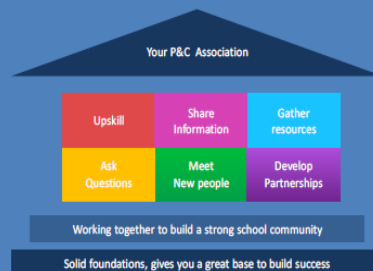 Your P&C Association
Upskill
Share
Information
Gather
resources
Ask
Questions
Meet
New people
Develop
Partnerships
Working together to build a strong school community
Solid foundations, gives you a great base to build success